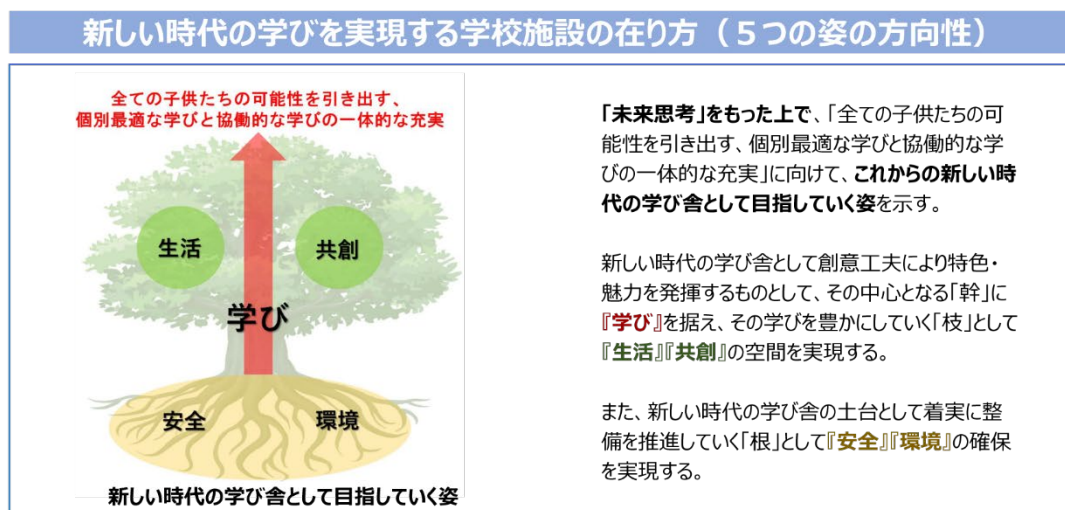 新しい時代の学びを実現する学校施設の在り方（５つの姿の方向性）
全ての子供たちの可能性を引き出す、
個別最適な学びと協働的な学びの一体的な充実
生活
共創
学び
安全
環境
新しい時代の学び舎として目指していく姿
「未来思考」をもった上で、「全ての子供たちの可
能性を引き出す、個別最適な学びと協働的な学
びの一体的な充実」に向けて、これからの新しい時
代の学び舎として目指していく姿を示す。
新しい時代の学び舎として創意工夫により特色・
魅力を発揮するものとして、その中心となる「幹」に
『学び』を据え、その学びを豊かにしていく「枝」として
『生活』『共創』の空間を実現する。
また、新しい時代の学び舎の土台として着実に整
備を推進していく「根」として『安全』『環境』の確保
を実現する。